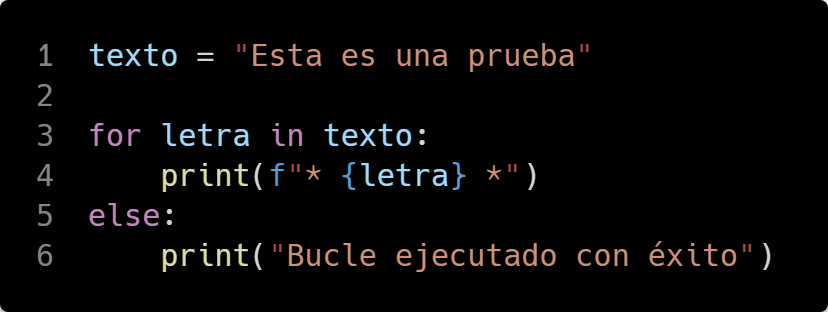 1 texto = "Esta es una prueba"
2
3 for letra in texto:
4     print(f"* {letra} *")
5 else:
6     print("Bucle ejecutado con éxito")